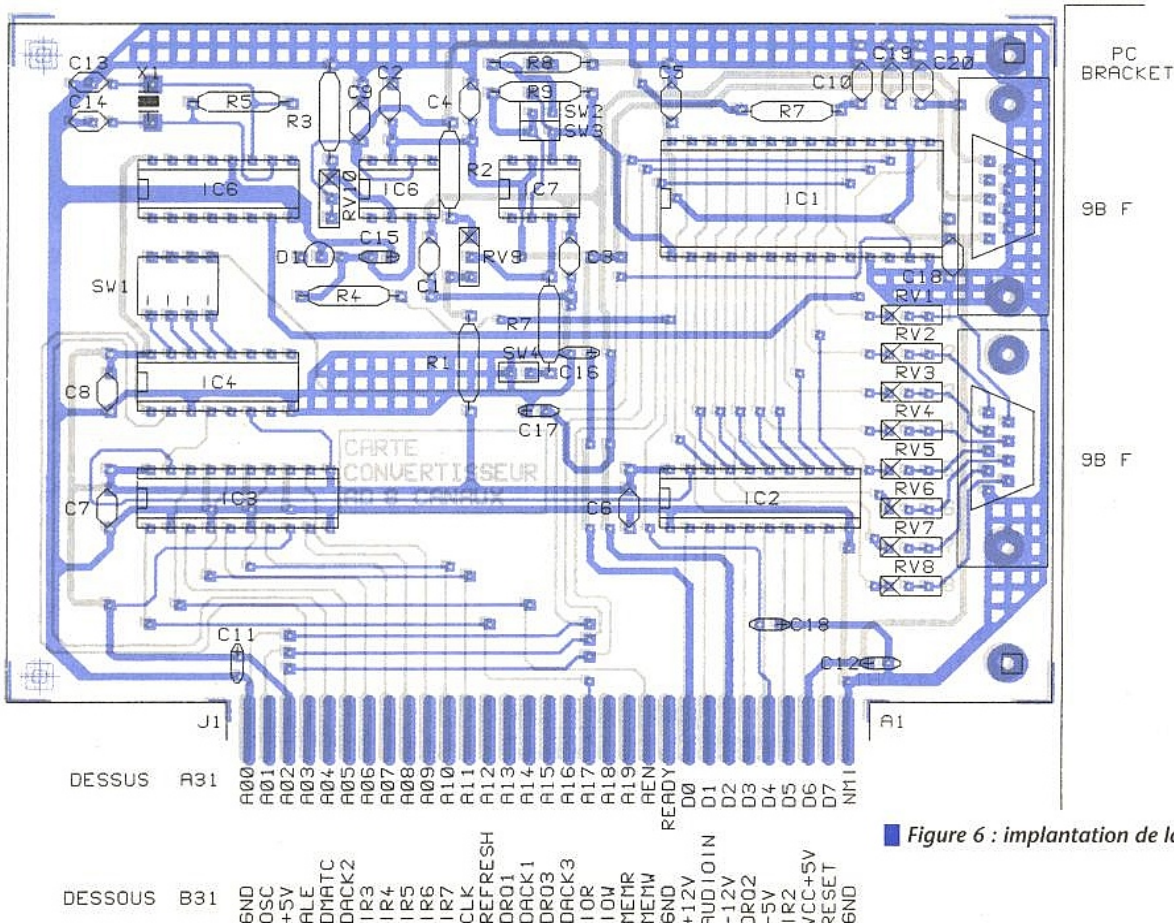 PC
BRACKET
C13
X1
C14
R5
R3
C9
C2
C4
R8
R9
SW2
SW3
C5
R7
C10
C19
C20
IC6
RV10
IC6
R2
IC7
IC1
9B F
D1
C15
C1
RV9
C3
C18
SW1
R4
R7
RV1
RV2
RV3
RV4
RV5
RV6
RV7
RV8
C8
IC4
R1
SW4
C16
C17
CARTE
CONVERTISSEUR
AD 8 CANAUX
9B F
C7
IC3
C6
IC2
C11
C18
C12
J1
A1
DESSUS A31
A00
A01
A02
A03
A04
A05
A06
A07
A08
A09
A10
A11
A12
A13
A14
A15
A16
A17
A18
A19
AEN
READY
D0
D1
D2
D3
D4
D5
D6
D7
NMI
Figure 6 : implantation de la
DESSOUS B31
GND
OSC
+5V
ALE
DMATC
DACK2
IR3
IR4
IR5
IR6
IR7
CLK
REFRESH
DRQ1
DACK1
DRQ3
DACK3
IOR
IOW
MEMR
MEMW
GND
+12V
AUDIOIN
-12V
DRQ2
-5V
IR2
VCC+5V
RESET
GND